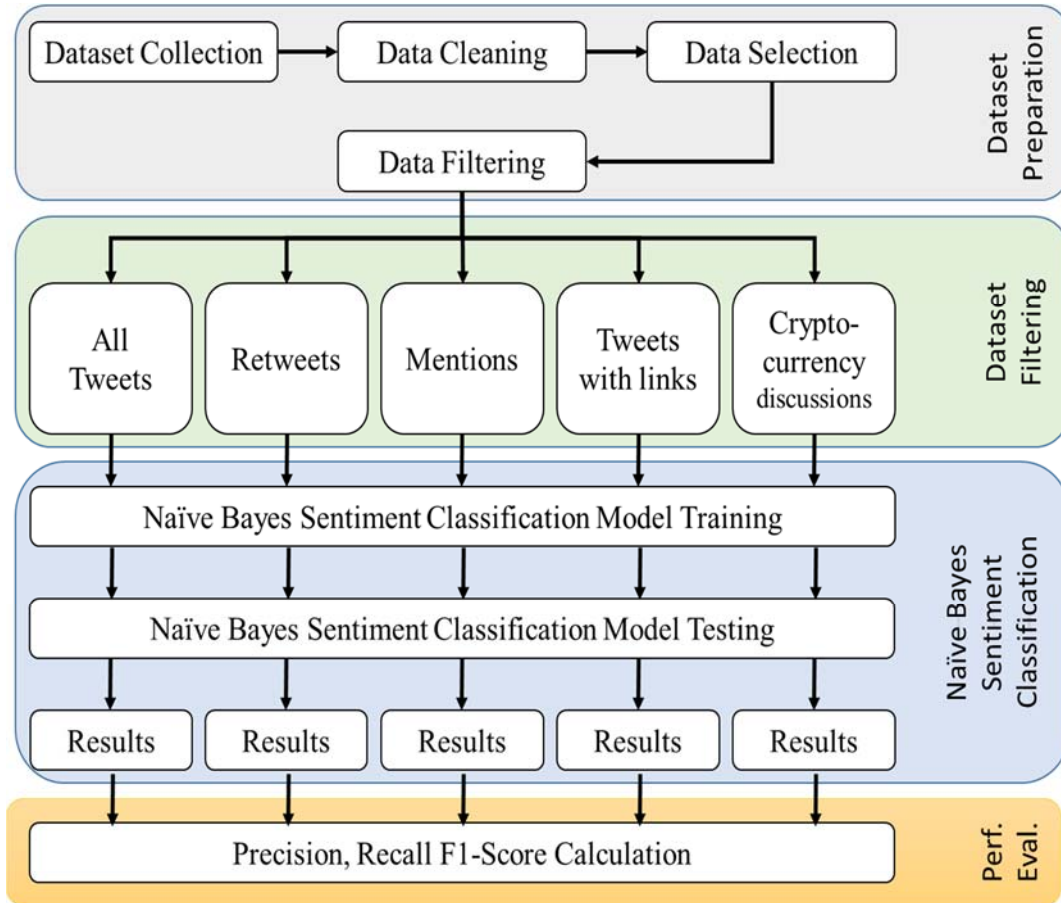 Dataset Collection
Data Cleaning
Data Selection
Data Filtering
Dataset
Preparation
All
Tweets
Retweets
Mentions
Tweets
with links
Crypto-
currency
discussions
Dataset
Filtering
Naïve Bayes Sentiment Classification Model Training
Naïve Bayes Sentiment Classification Model Testing
Results
Results
Results
Results
Results
Naïve Bayes
Sentiment
Classification
Precision, Recall F1-Score Calculation
Perf.
Eval.